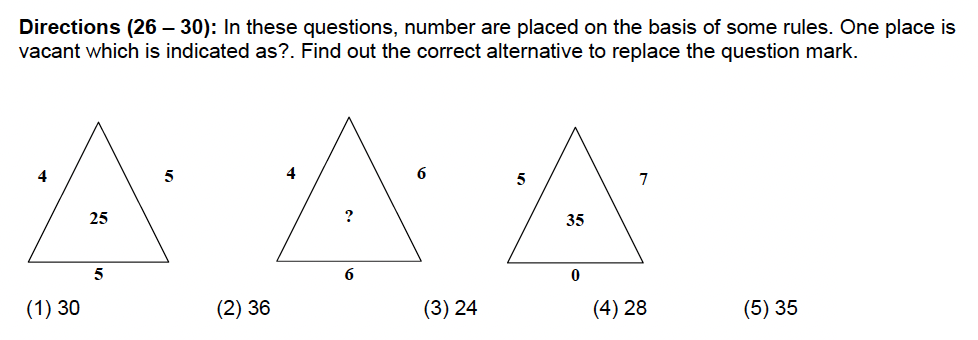 Directions (26 – 30): In these questions, number are placed on the basis of some rules. One place is
vacant which is indicated as?. Find out the correct alternative to replace the question mark.
4 5 4 6 5 7
25 ? 35
5 6 0
(1) 30 (2) 36 (3) 24 (4) 28 (5) 35